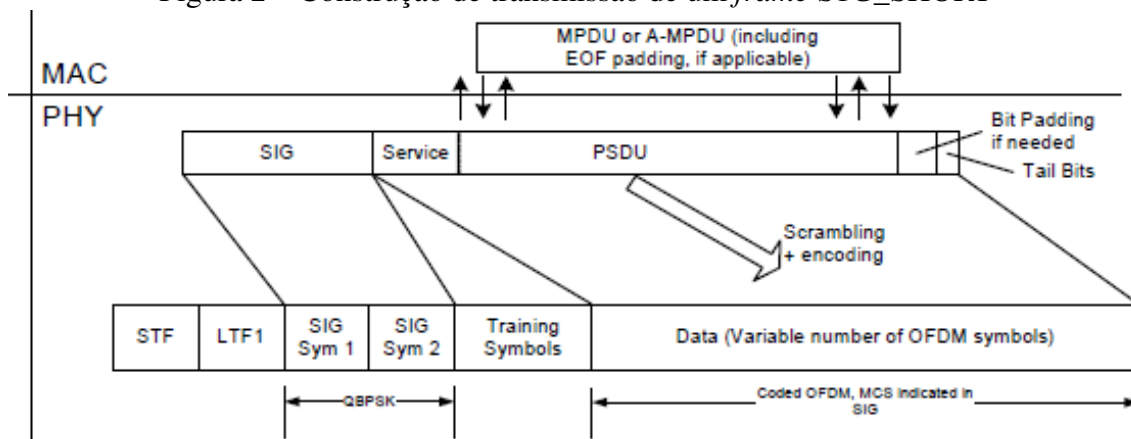 Figura 2 – Construção de transmissão de um frame STG_SHORT
MPDU or A-MPDU (including
EOF padding, if applicable)
MAC
PHY
Bit Padding
if needed
SIG
Service
PSDU
Tail Bits
Scrambling
+ encoding
STF
LTF1
SIG
Sym 1
SIG
Sym 2
Training
Symbols
Data (Variable number of OFDM symbols)
QBPSK
Coded OFDM, MCS indicated in
SIG